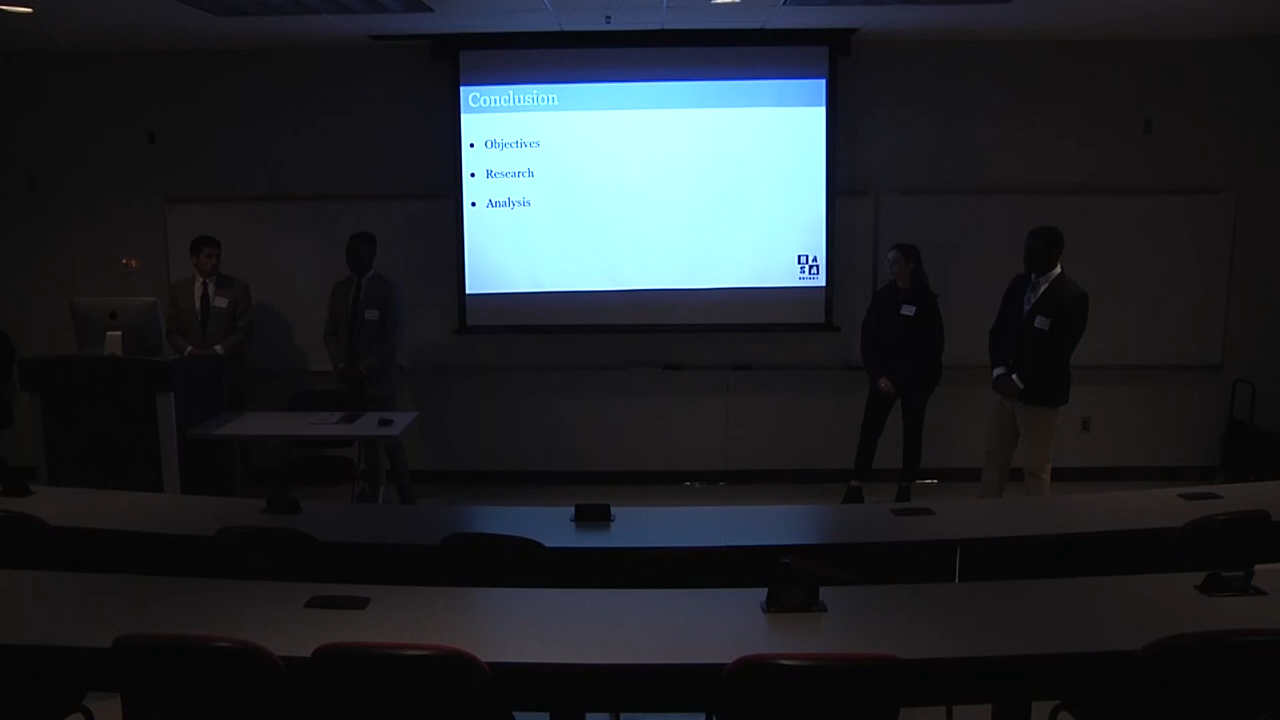 Conclusion
• Objectives
• Research
• Analysis